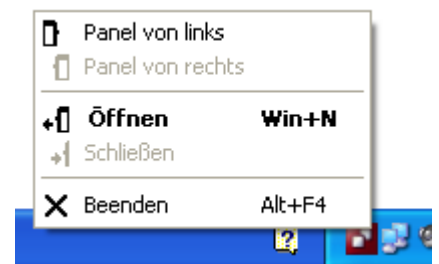 Panel von links
Panel von rechts
Öffnen Win+N
Schließen
Beenden Alt+F4
?